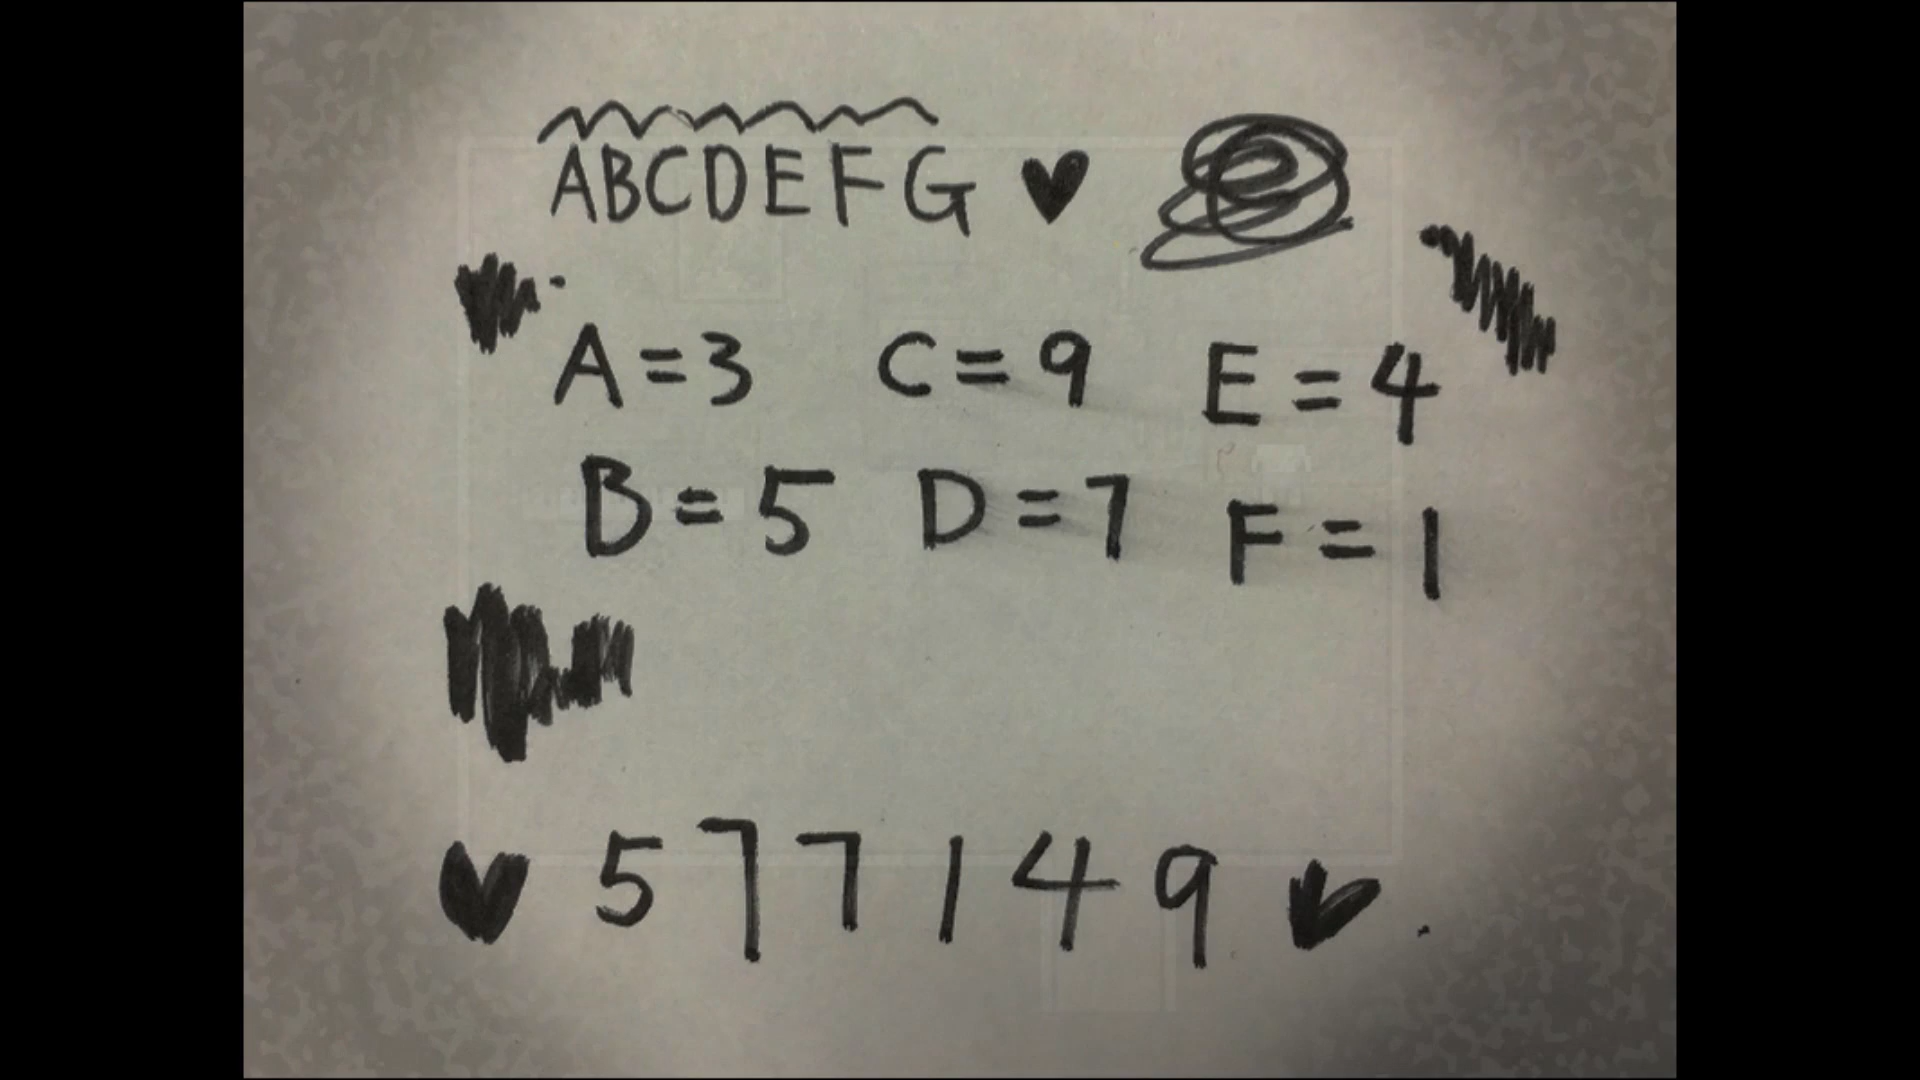 ABCDEFG ♥
A=3 C=9 E=4
B=5 D=7 F=1
♥ 577149 ♥.